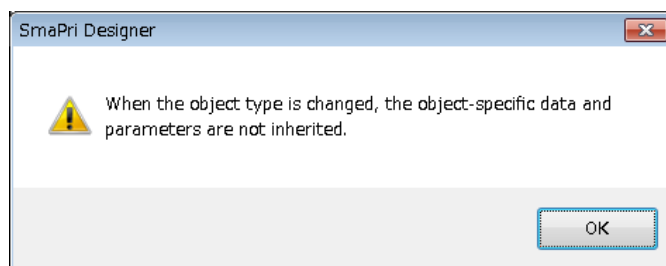 SmaPri Designer
When the object type is changed, the object-specific data and
parameters are not inherited.
OK